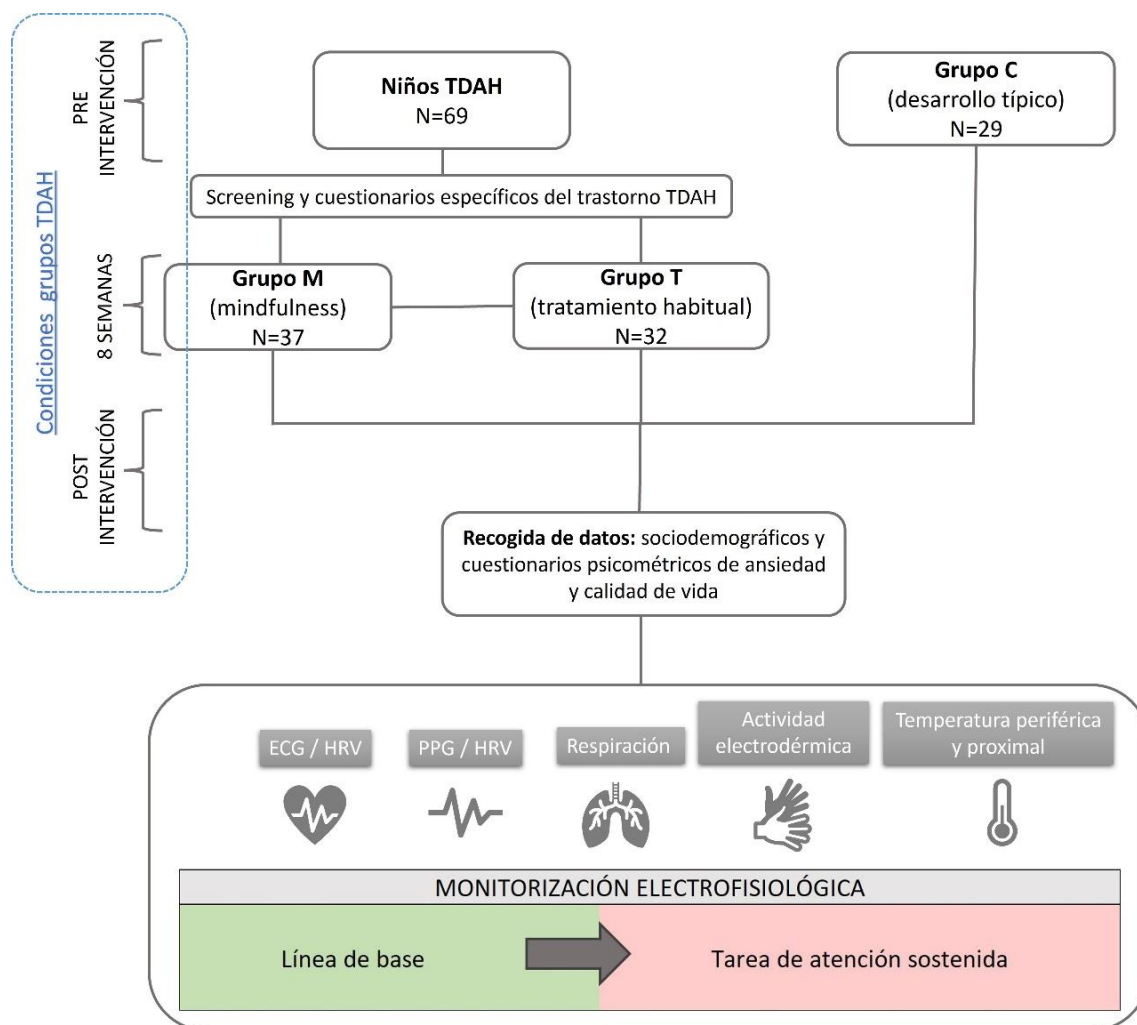 Condiciones grupos TDAH
PRE
INTERVENCIÓN
8 SEMANAS
POST
INTERVENCIÓN
Niños TDAH
N=69
Grupo C
(desarrollo típico)
N=29
Screening y cuestionarios específicos del trastorno TDAH
Grupo M
(mindfulness)
N=37
Grupo T
(tratamiento habitual)
N=32
Recogida de datos: sociodemográficos y
cuestionarios psicométricos de ansiedad
y calidad de vida
ECG / HRV
PPG / HRV
Respiración
Actividad
electrodérmica
Temperatura periférica
y proximal
MONITORIZACIÓN ELECTROFISIOLÓGICA
Línea de base
Tarea de atención sostenida